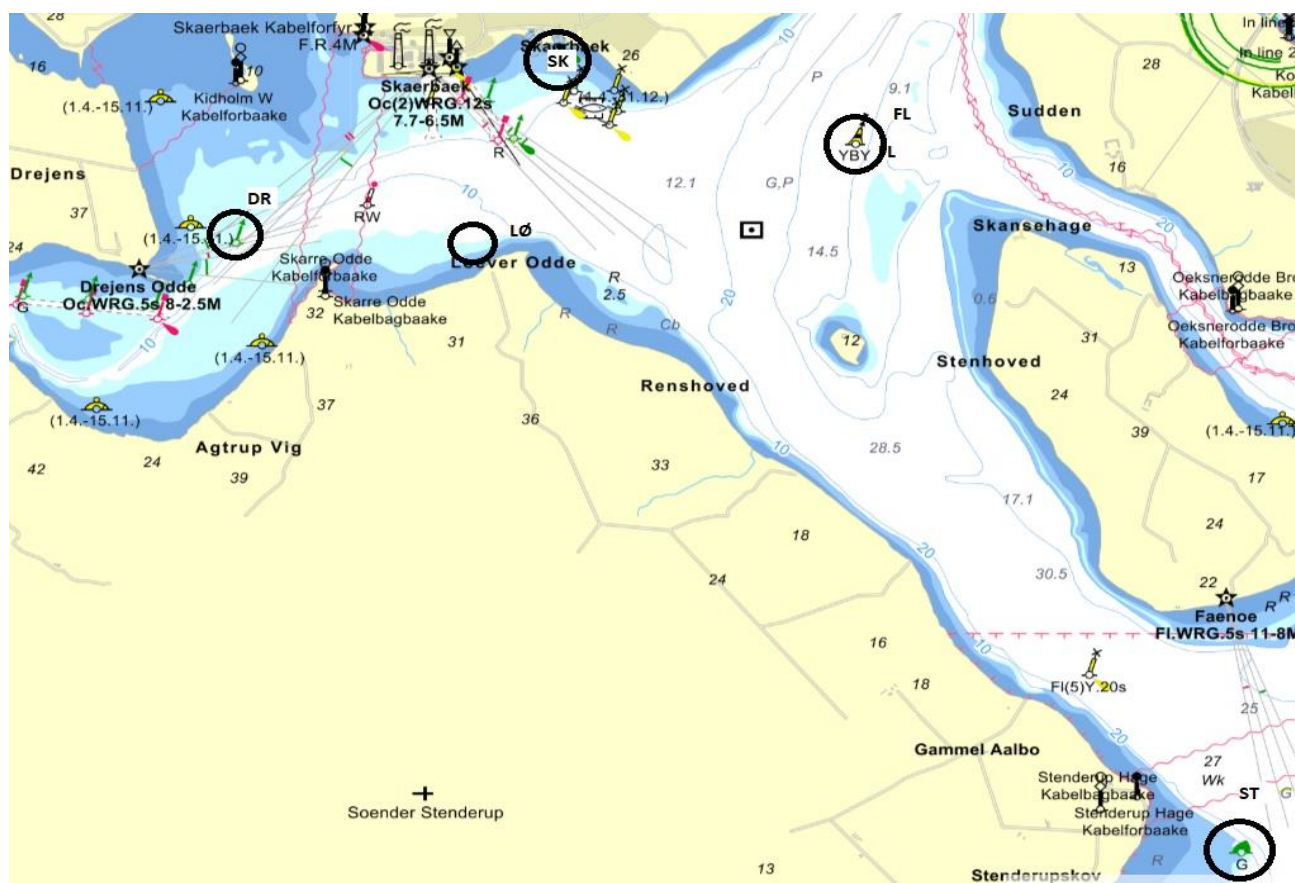 28
Skaerbaek Kabelforfyr
F.R.4M
16
10
Kidholm W
Kabelforbaake
(1.4.-15.11.)
Skaerbaek
SK
26
Skaerbaek
Oc(2)WRG.12s
7.7-6.5M
R
P
9.1
FL
YBY
L
Sudden
28
16
In line
In line 2
Drejens
37
24
DR
(1.4.-15.11.)
RW
10
LØ
Loever Odde
12.1
G,P
14.5
20
10
20
Skansehage
13
Drejens Odde
Oc.WRG.5s 8-2.5M
G
Skarre Odde
Kabelforbaake
Skarre Odde
Kabelbagbaake
32
31
R
2.5
R
R
Cb
0.6
31
Oeksnerodde Bro
Kabelbagbaake
Oeksnerodde Bro
Kabelforbaake
10
(1.4.-15.11.)
(1.4.-15.11.)
12
Stenhoved
24
Renshoved
37
36
10
39
(1.4.-15.11.)
Agtrup Vig
42
24
39
33
28.5
17.1
17
18
20
24
24
30.5
22
R
R
Faenoe
Fl.WRG.5s 11-8M
16
10
18
Fl(5)Y.20s
25
20
Gammel Aalbo
27
Wk
Stenderup Hage
Kabelbagbaake
Stenderup Hage
Kabelforbaake
ST
G
Soender Stenderup
13
R
G
Stenderupskov